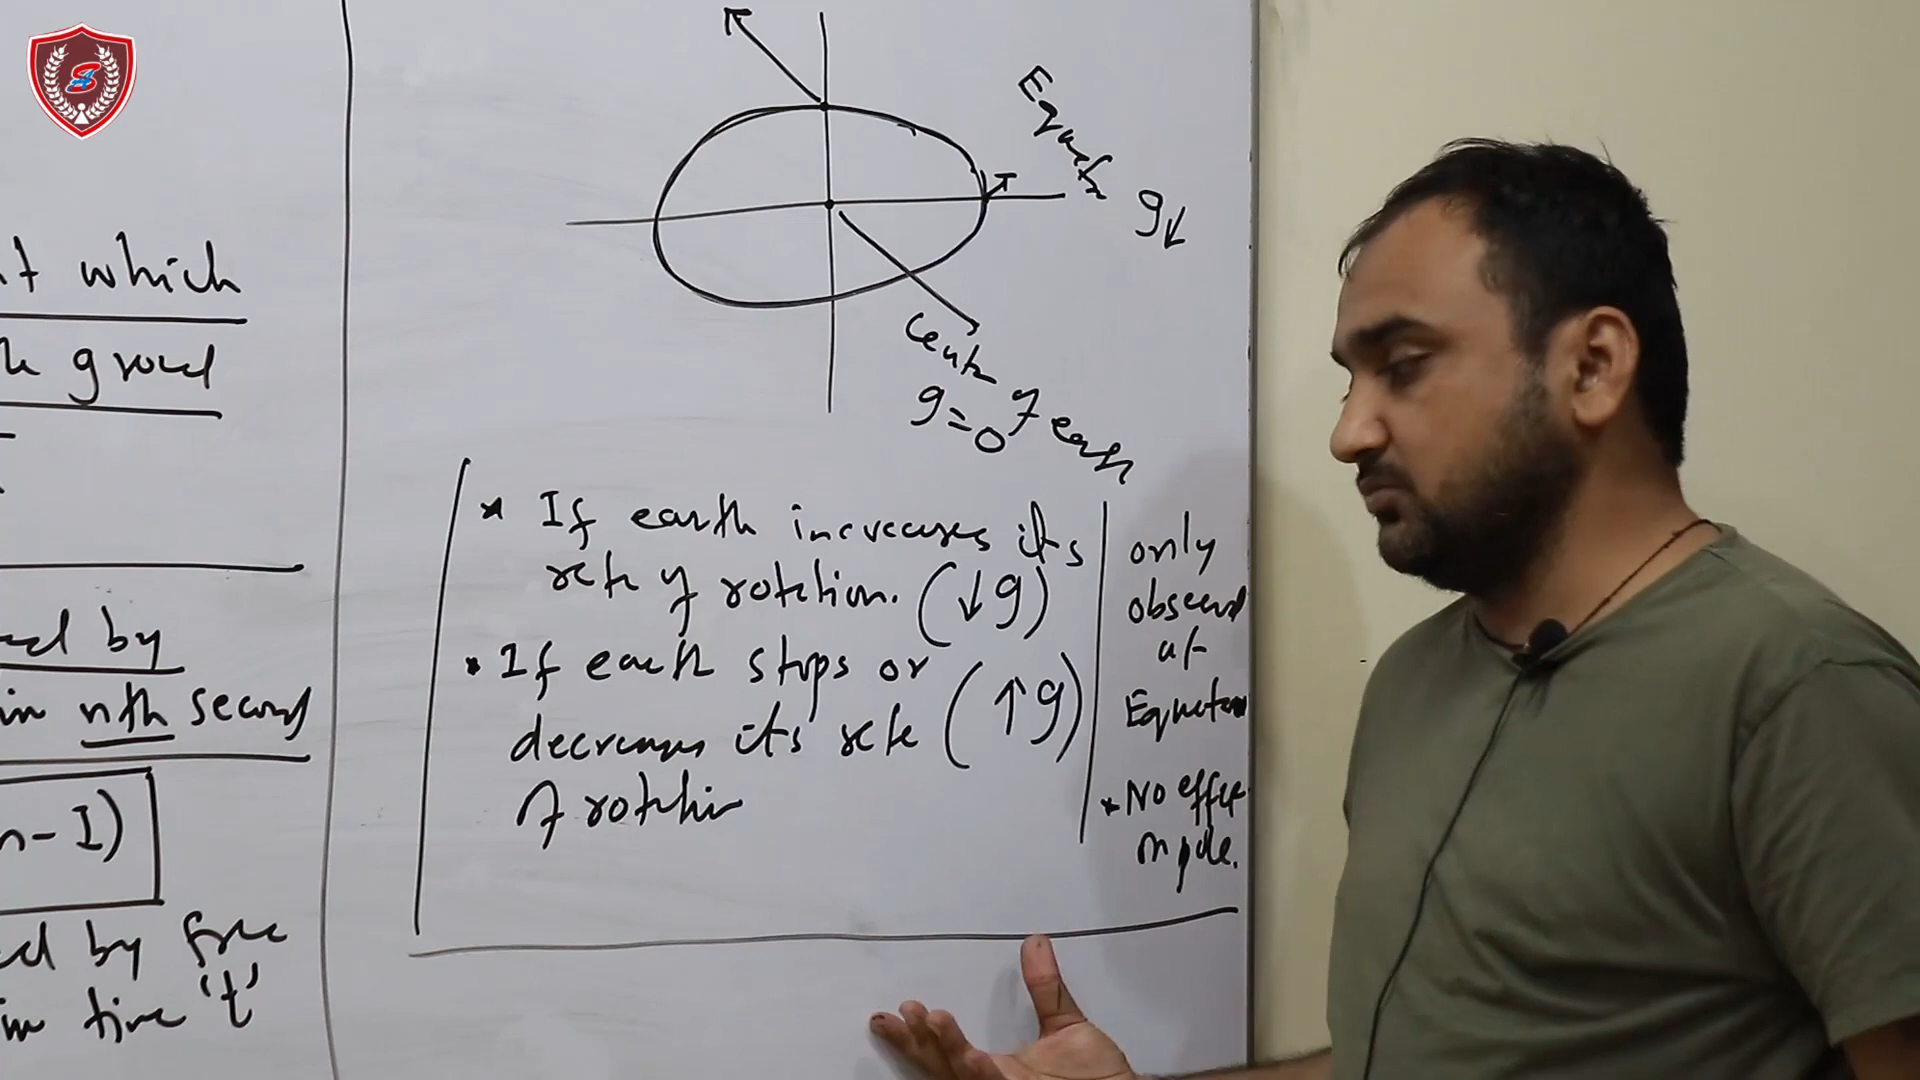 which
ground
by
in nth second
n-1)
by free
in time 't'
Equator
g↓
Centre of earth
g=0
* If earth increases its
rate of rotation. (↓g)
• If earth stops or
decreases its rate (↑g)
of rotation
only
observed
at
Equator
* No effect
on pole.